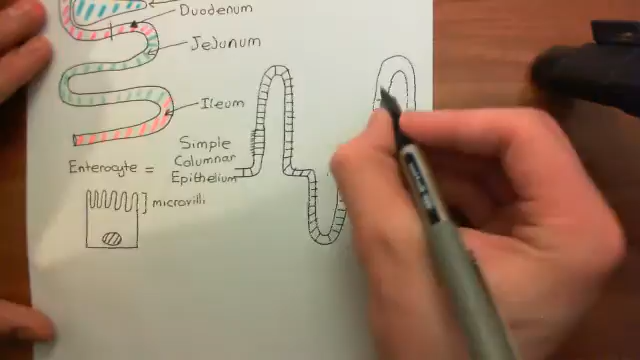 Duodenum
Jejunum
Ileum
Enterocyte = Simple
Columnar
Epithelium
microvilli